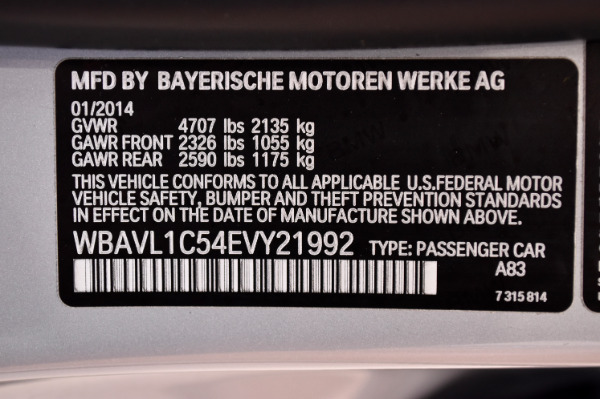 MFD BY BAYERISCHE MOTOREN WERKE AG
01/2014
GVWR 4707 lbs 2135 kg
GAWR FRONT 2326 lbs 1055 kg
GAWR REAR 2590 lbs 1175 kg
THIS VEHICLE CONFORMS TO ALL APPLICABLE U.S.FEDERAL MOTOR
VEHICLE SAFETY, BUMPER AND THEFT PREVENTION STANDARDS
IN EFFECT ON THE DATE OF MANUFACTURE SHOWN ABOVE.
WBAVL1C54EVY21992 TYPE: PASSENGER CAR
A83
7 315 814